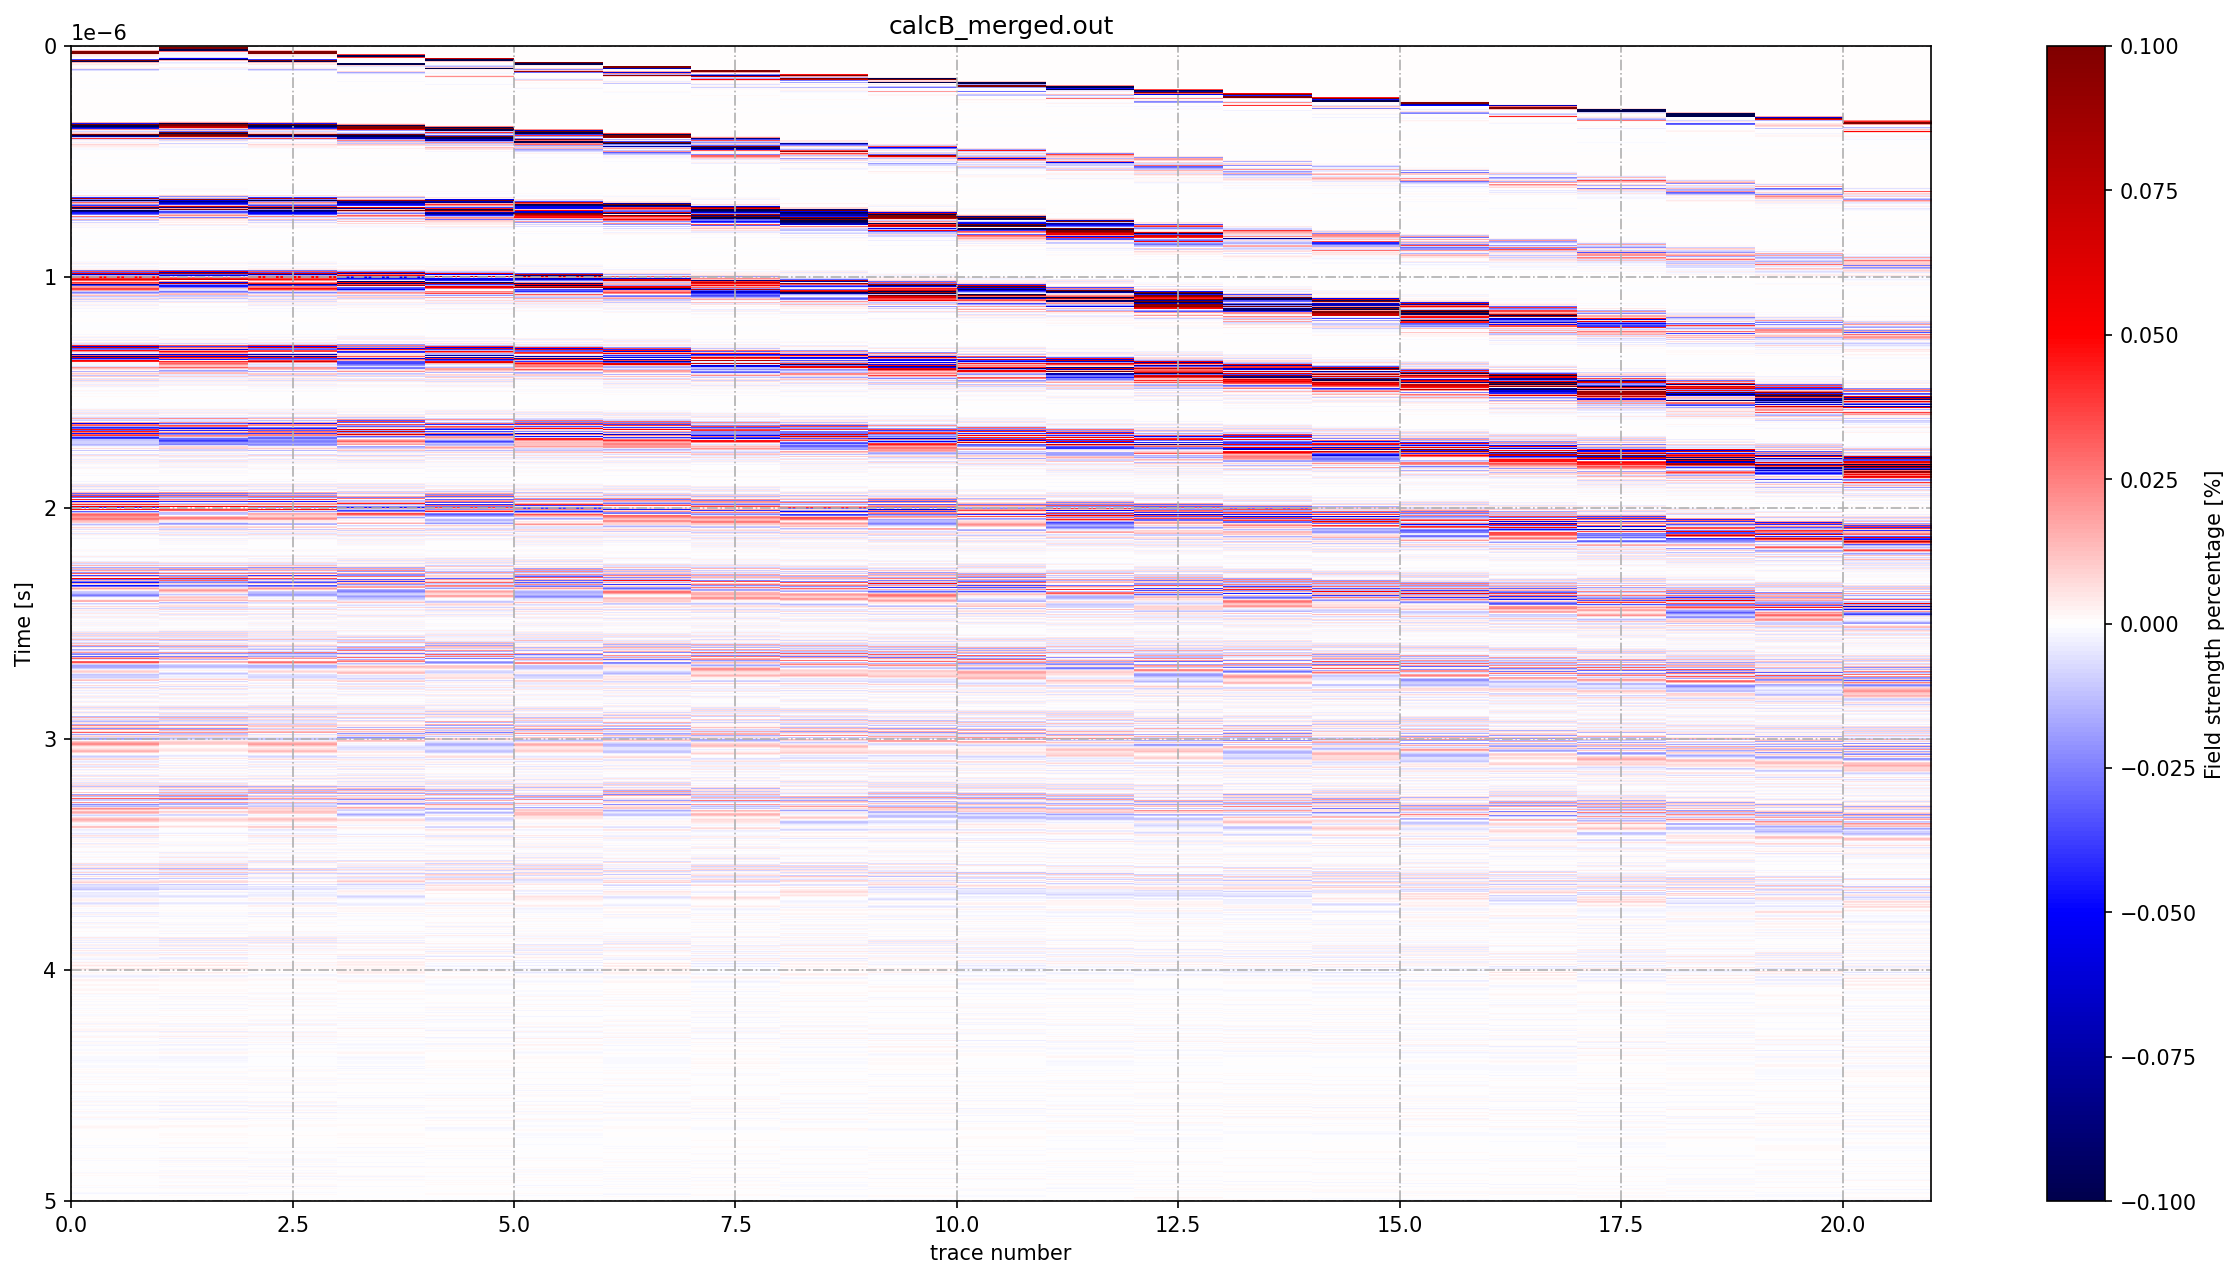 calcB_merged.out
1e−6
0
1
2
3
4
5
Time [s]
0.0 2.5 5.0 7.5 10.0 12.5 15.0 17.5 20.0
trace number
0.100
0.075
0.050
0.025
0.000
−0.025
−0.050
−0.075
−0.100
Field strength percentage [%]